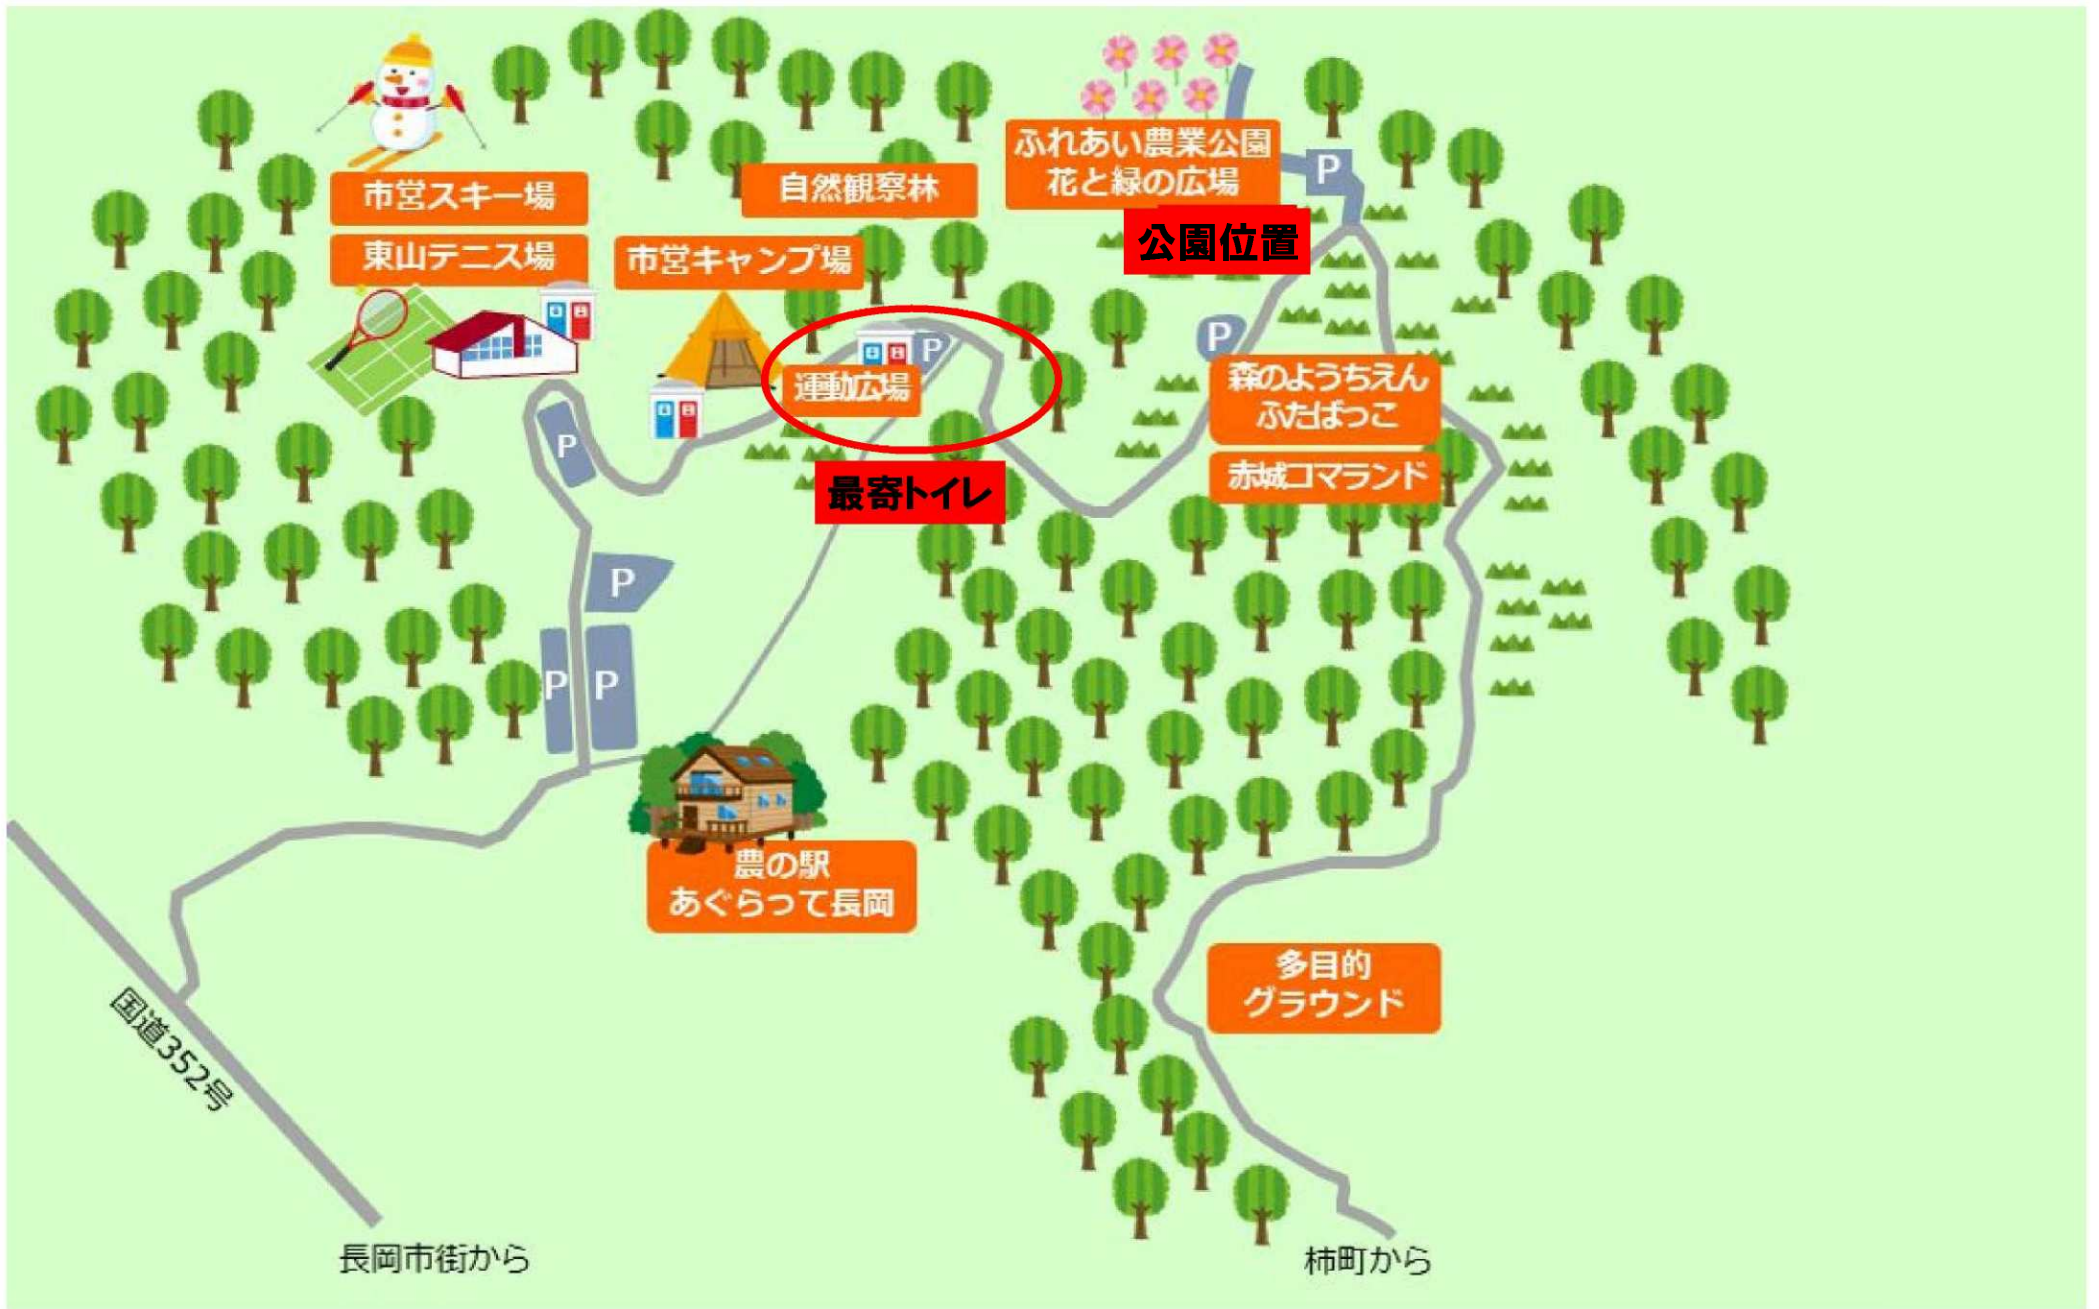 市営スキー場
東山テニス場
市営キャンプ場
自然観察林
ふれあい農業公園
花と緑の広場
P
公園位置
P
運動広場
P
最寄トイレ
森のようちえん
ふたばっこ
赤城コマランド
P
P
P
P
農の駅
あぐらって長岡
多目的
グラウンド
国道352号
長岡市街から
柿町から